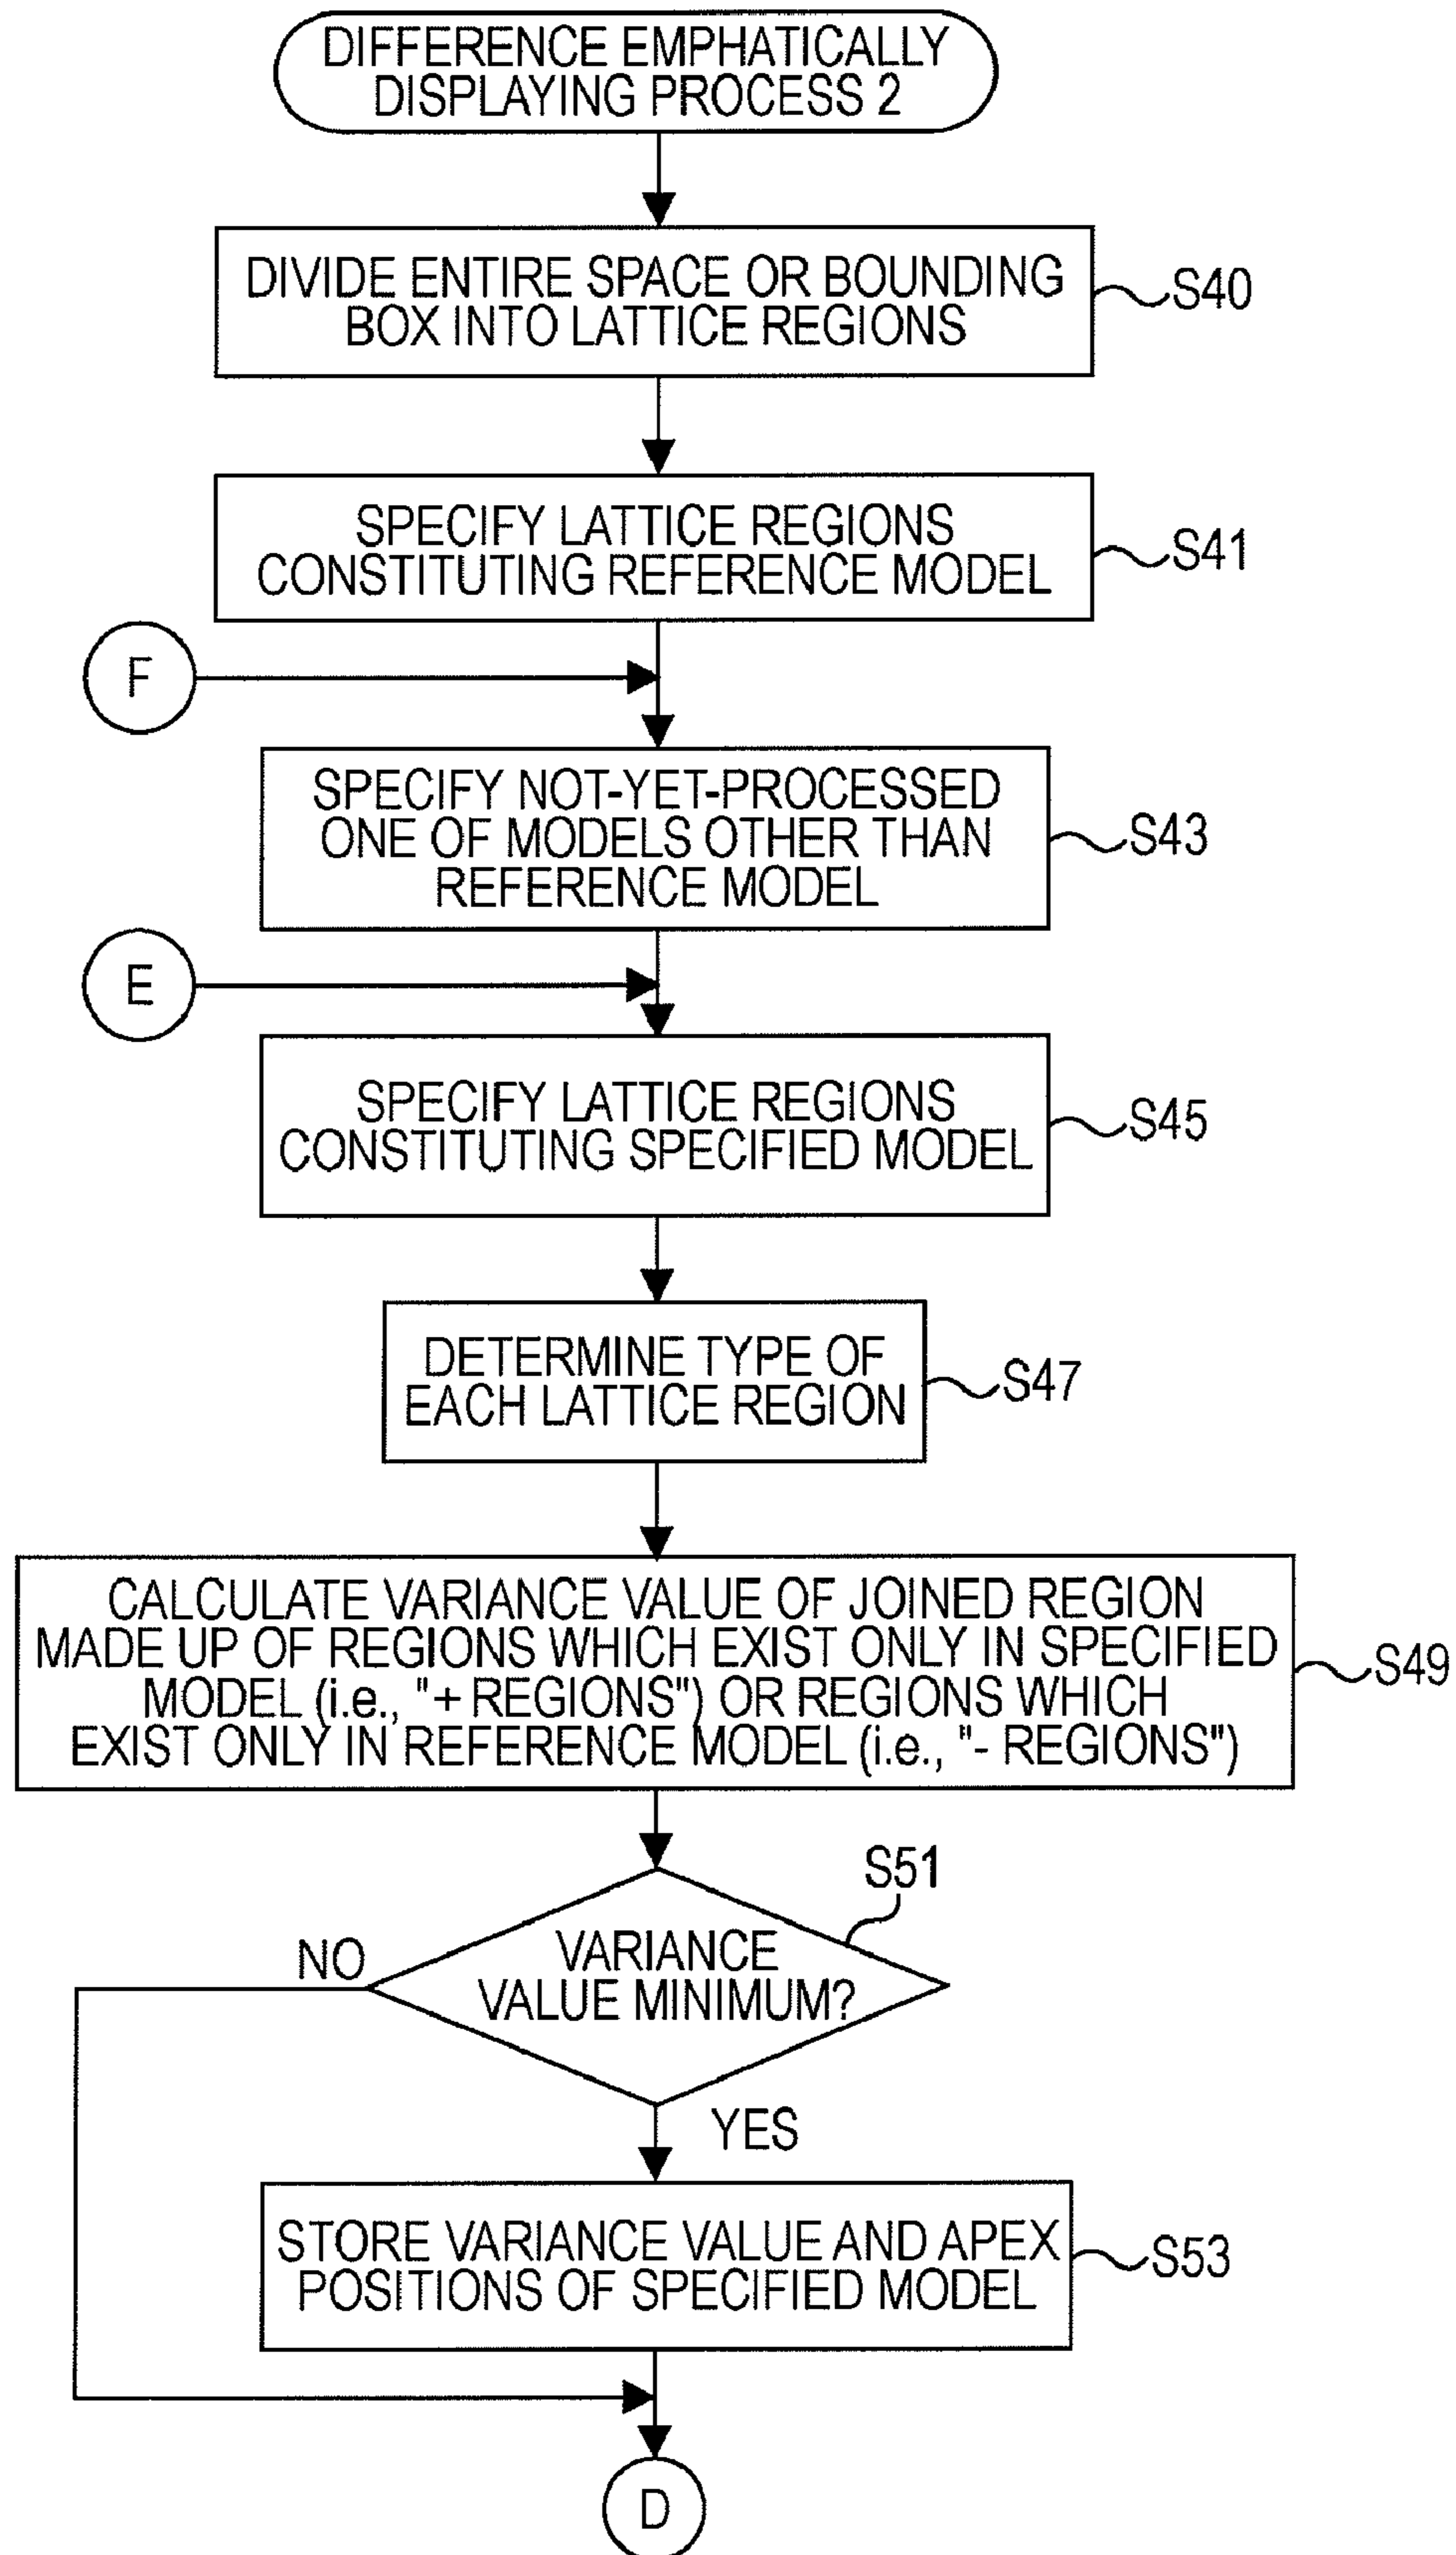 DIFFERENCE EMPHATICALLY
DISPLAYING PROCESS 2
DIVIDE ENTIRE SPACE OR BOUNDING
BOX INTO LATTICE REGIONS
S40
SPECIFY LATTICE REGIONS
CONSTITUTING REFERENCE MODEL
S41
F
SPECIFY NOT-YET-PROCESSED
ONE OF MODELS OTHER THAN
REFERENCE MODEL
S43
E
SPECIFY LATTICE REGIONS
CONSTITUTING SPECIFIED MODEL
S45
DETERMINE TYPE OF
EACH LATTICE REGION
S47
CALCULATE VARIANCE VALUE OF JOINED REGION
MADE UP OF REGIONS WHICH EXIST ONLY IN SPECIFIED
MODEL (i.e., "+ REGIONS") OR REGIONS WHICH
EXIST ONLY IN REFERENCE MODEL (i.e., "- REGIONS")
S49
S51
VARIANCE
VALUE MINIMUM?
NO
YES
STORE VARIANCE VALUE AND APEX
POSITIONS OF SPECIFIED MODEL
S53
D